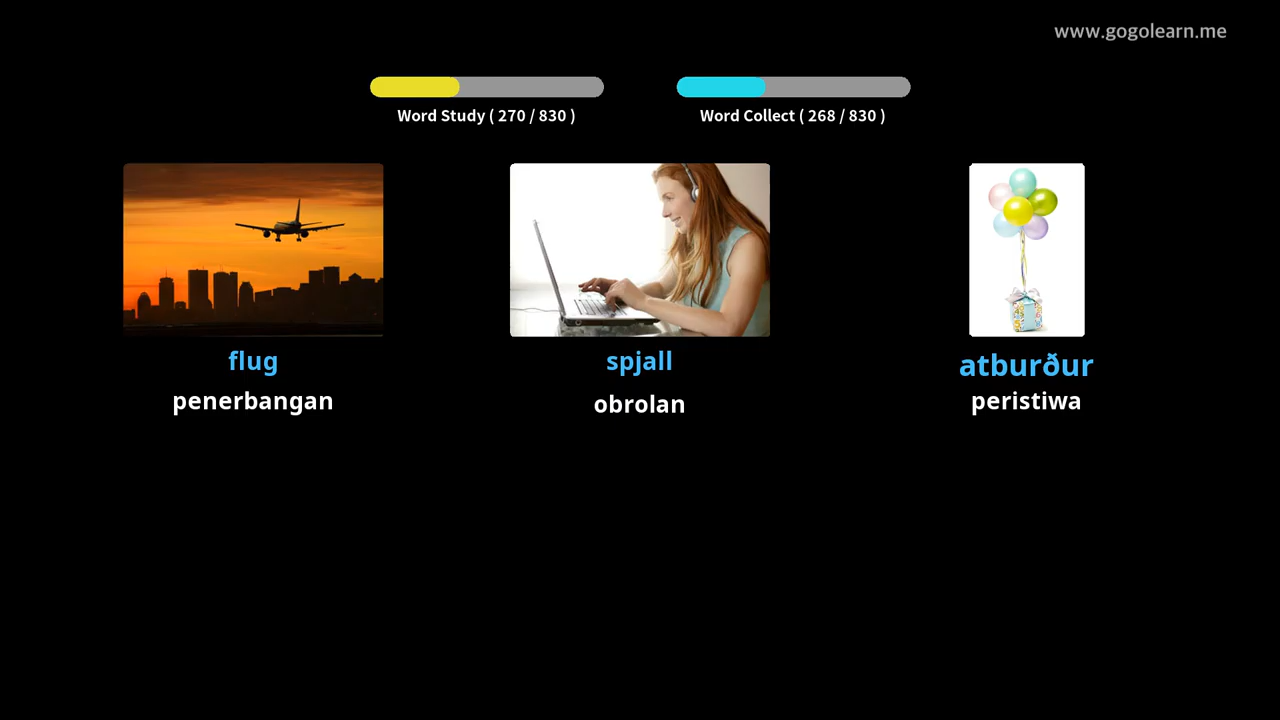 www.gogolearn.me
Word Study ( 270 / 830 )
Word Collect ( 268 / 830 )
flug
penerbangan
spjall
obrolan
atburður
peristiwa